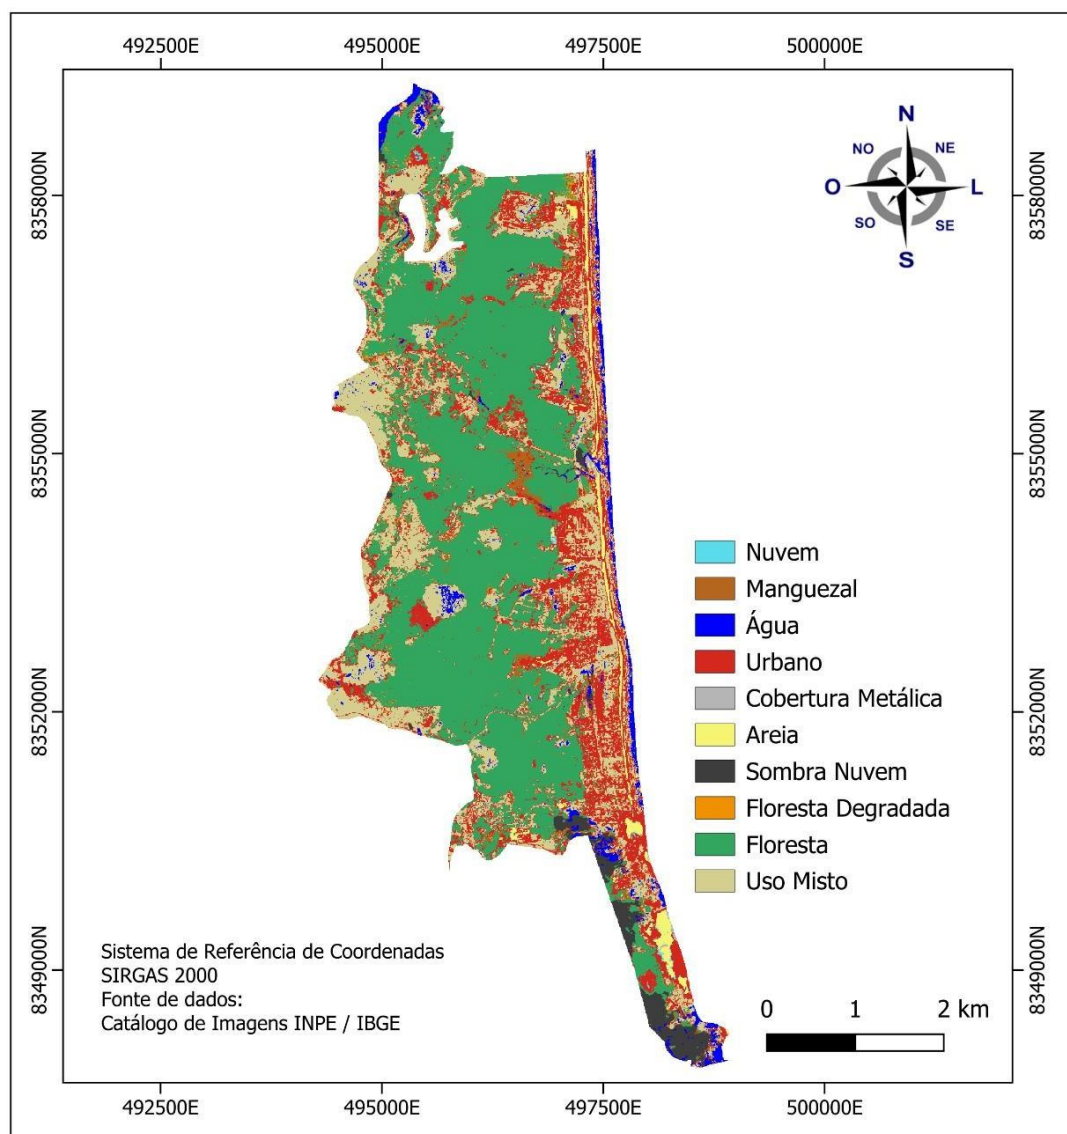 492500E 495000E 497500E 500000E
8358000N
8355000N
8352000N
8349000N
N
NO NE
O L
SO SE
S
8358000N
8355000N
8352000N
8349000N
Nuvem
Manguezal
Água
Urbano
Cobertura Metálica
Areia
Sombra Nuvem
Floresta Degradada
Floresta
Uso Misto
Sistema de Referência de Coordenadas
SIRGAS 2000
Fonte de dados:
Catálogo de Imagens INPE / IBGE
0 1 2 km
492500E 495000E 497500E 500000E